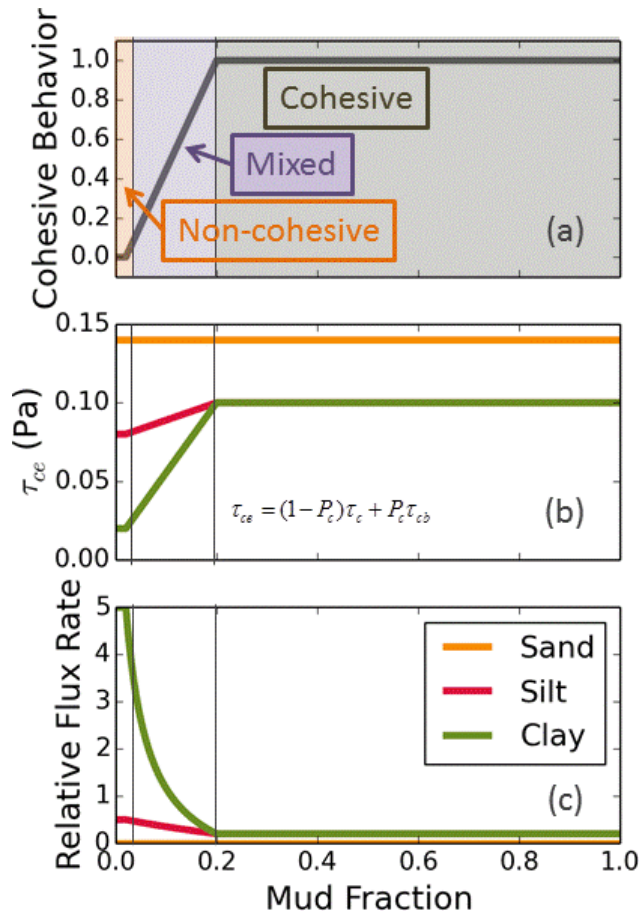 Cohesive Behavior
1.0
0.8
0.6
0.4
0.2
0.0
Cohesive
Mixed
Non-cohesive
(a)
τce (Pa)
0.15
0.10
0.05
0.00
τce = (1−Pc)τc + Pcτcb
(b)
Relative Flux Rate
5
4
3
2
1
0
Sand
Silt
Clay
(c)
0.0 0.2 0.4 0.6 0.8 1.0
Mud Fraction